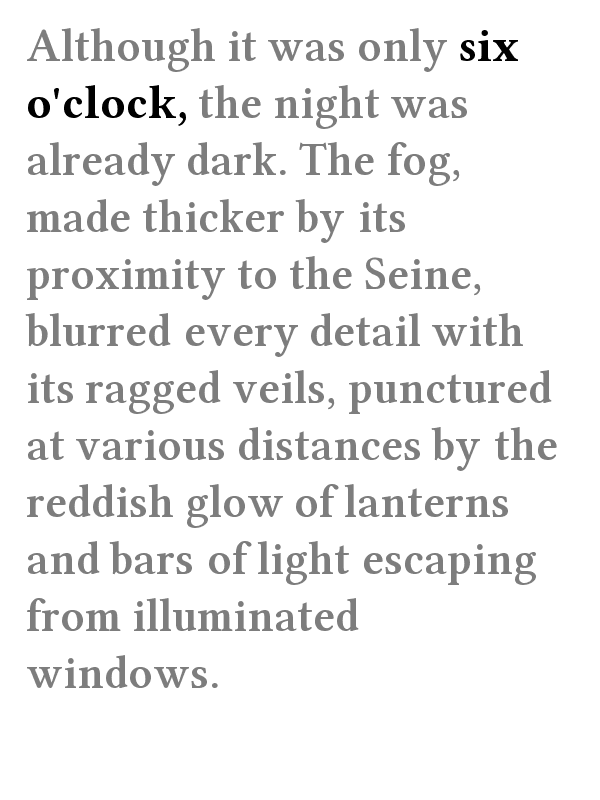 Although it was only six
o'clock, the night was
already dark. The fog,
made thicker by its
proximity to the Seine,
blurred every detail with
its ragged veils, punctured
at various distances by the
reddish glow of lanterns
and bars of light escaping
from illuminated
windows.